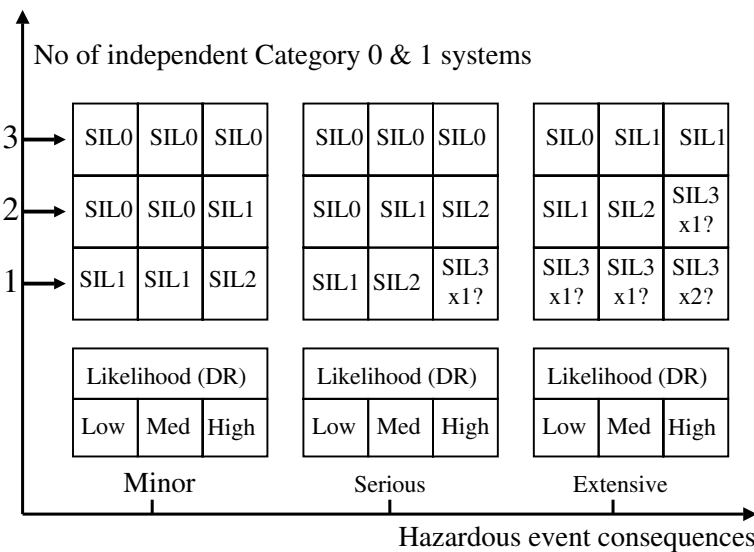 No of independent Category 0 & 1 systems
3 SIL0 SIL0 SIL0 SIL0 SIL0 SIL0 SIL0 SIL1 SIL1
2 SIL0 SIL0 SIL1 SIL0 SIL1 SIL2 SIL1 SIL2 SIL3 x1?
1 SIL1 SIL1 SIL2 SIL1 SIL2 SIL3 x1? SIL3 x1? SIL3 x1? SIL3 x2?
Likelihood (DR) Likelihood (DR) Likelihood (DR)
Low Med High Low Med High Low Med High
Minor Serious Extensive
Hazardous event consequences